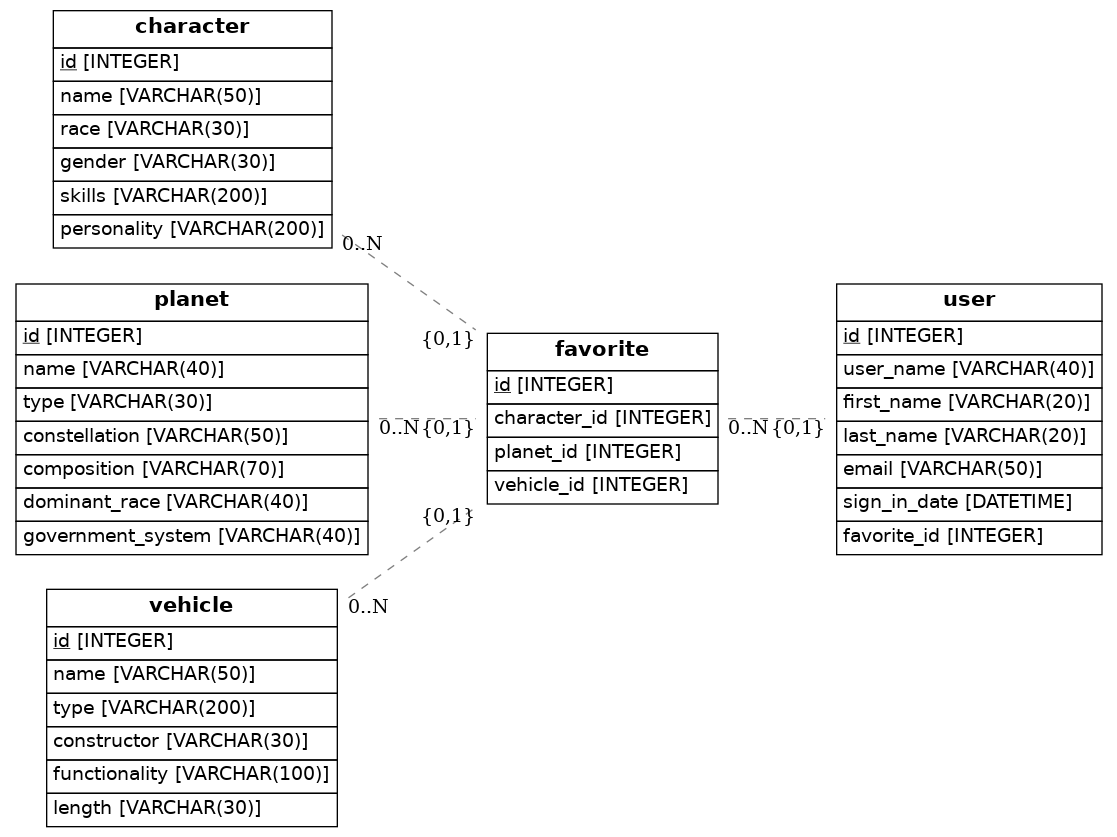 character
id [INTEGER]
name [VARCHAR(50)]
race [VARCHAR(30)]
gender [VARCHAR(30)]
skills [VARCHAR(200)]
personality [VARCHAR(200)]
0..N
{0,1}
planet
id [INTEGER]
name [VARCHAR(40)]
type [VARCHAR(30)]
constellation [VARCHAR(50)]
composition [VARCHAR(70)]
dominant_race [VARCHAR(40)]
government_system [VARCHAR(40)]
0..N {0,1}
vehicle
id [INTEGER]
name [VARCHAR(50)]
type [VARCHAR(200)]
constructor [VARCHAR(30)]
functionality [VARCHAR(100)]
length [VARCHAR(30)]
{0,1}
0..N
favorite
id [INTEGER]
character_id [INTEGER]
planet_id [INTEGER]
vehicle_id [INTEGER]
0..N {0,1}
user
id [INTEGER]
user_name [VARCHAR(40)]
first_name [VARCHAR(20)]
last_name [VARCHAR(20)]
email [VARCHAR(50)]
sign_in_date [DATETIME]
favorite_id [INTEGER]